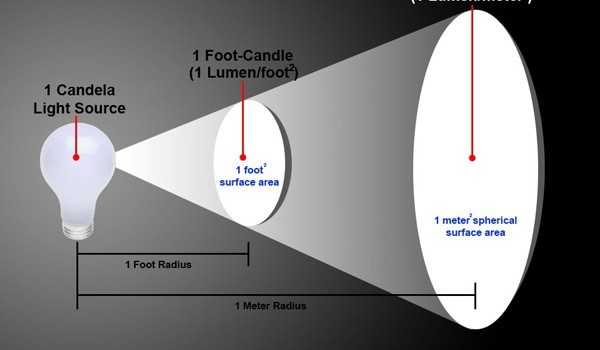 1 Foot-Candle
(1 Lumen/foot²)
1 Candela
Light Source
1 foot²
surface area
1 meter² spherical
surface area
1 Foot Radius
1 Meter Radius